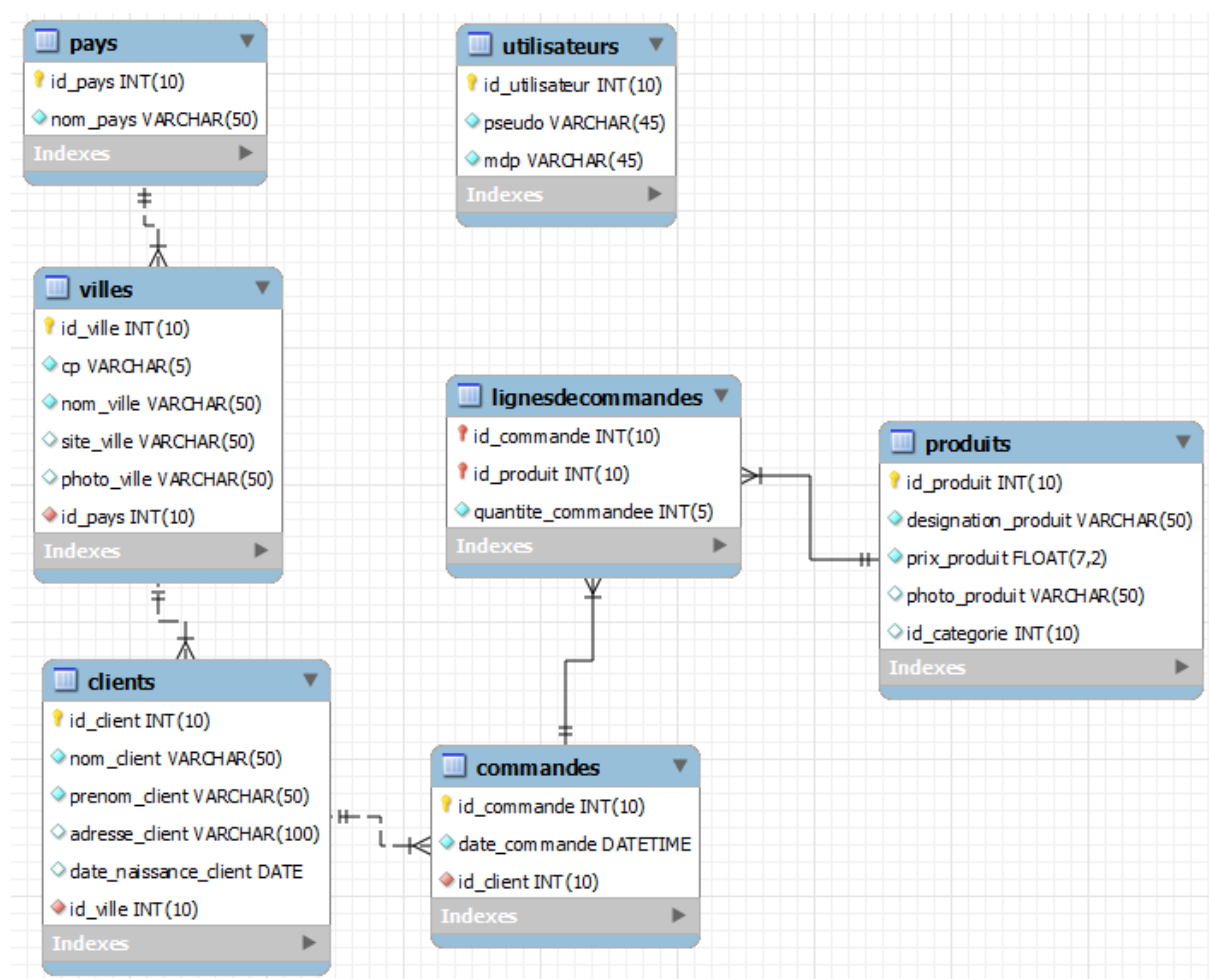 pays
id_pays INT(10)
nom_pays VARCHAR(50)
Indexes
utilisateurs
id_utilisateur INT(10)
pseudo VARCHAR(45)
mdp VARCHAR(45)
Indexes
villes
id_ville INT(10)
cp VARCHAR(5)
nom_ville VARCHAR(50)
site_ville VARCHAR(50)
photo_ville VARCHAR(50)
id_pays INT(10)
Indexes
lignesdecommandes
id_commande INT(10)
id_produit INT(10)
quantite_commandee INT(5)
Indexes
produits
id_produit INT(10)
designation_produit VARCHAR(50)
prix_produit FLOAT(7,2)
photo_produit VARCHAR(50)
id_categorie INT(10)
Indexes
clients
id_client INT(10)
nom_client VARCHAR(50)
prenom_client VARCHAR(50)
adresse_client VARCHAR(100)
date_naissance_client DATE
id_ville INT(10)
Indexes
commandes
id_commande INT(10)
date_commande DATETIME
id_client INT(10)
Indexes